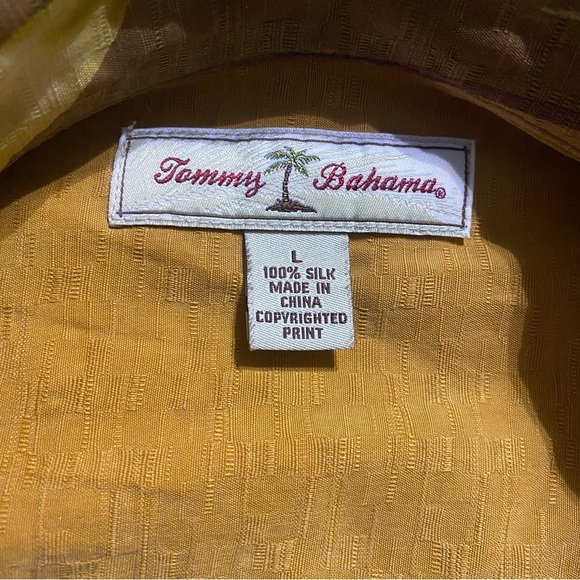 Tommy Bahama®
L
100% SILK
MADE IN
CHINA
COPYRIGHTED
PRINT